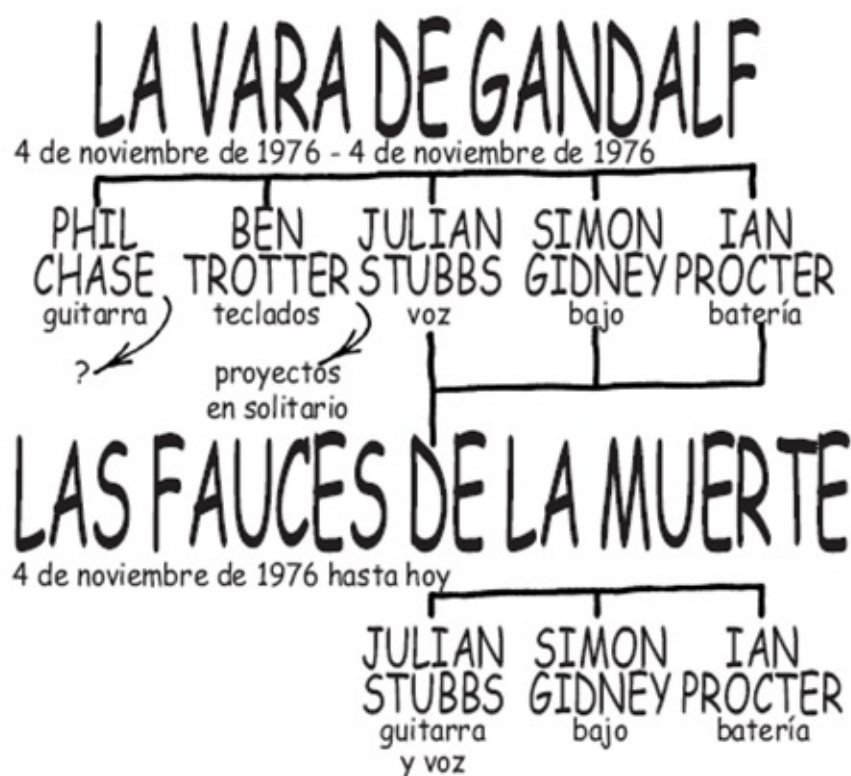 LA VARA DE GANDALF
4 de noviembre de 1976 - 4 de noviembre de 1976
PHIL BEN JULIAN SIMON IAN
CHASE TROTTER STUBBS GIDNEY PROCTER
guitarra teclados voz bajo batería
? proyectos
en solitario
LAS FAUCES DE LA MUERTE
4 de noviembre de 1976 hasta hoy
JULIAN SIMON IAN
STUBBS GIDNEY PROCTER
guitarra bajo batería
y voz